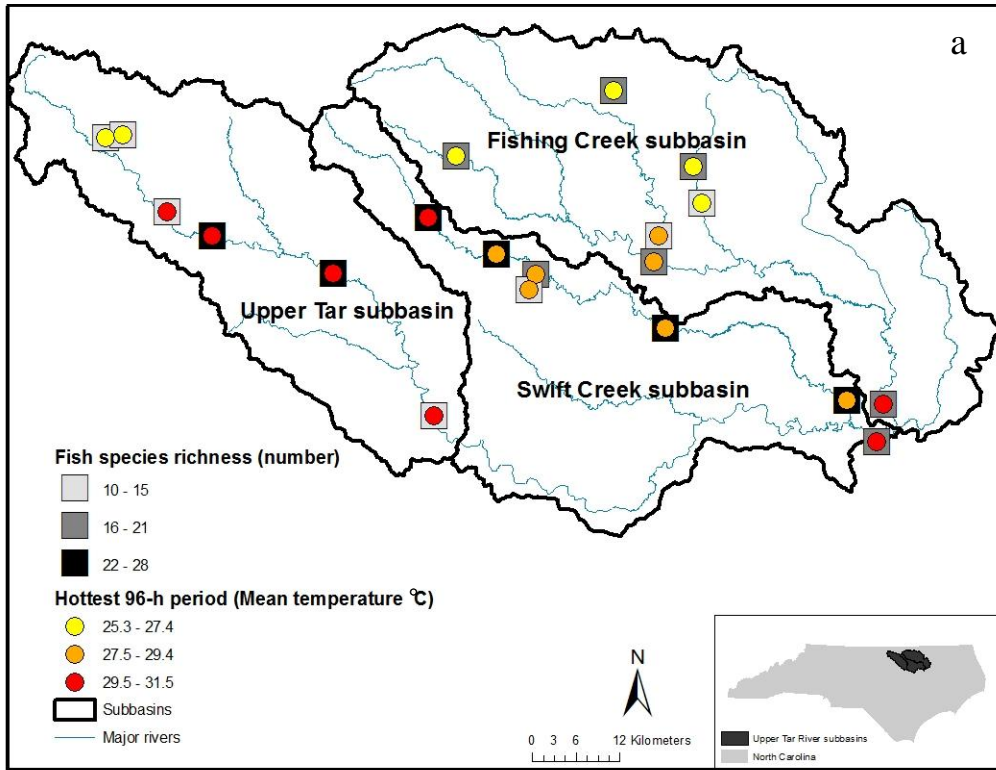 a
Fishing Creek subbasin
Upper Tar subbasin
Swift Creek subbasin
Fish species richness (number)
10 - 15
16 - 21
22 - 28
Hottest 96-h period (Mean temperature °C)
25.3 - 27.4
27.5 - 29.4
29.5 - 31.5
Subbasins
Major rivers
N
0 3 6 12 Kilometers
Upper Tar River subbasins
North Carolina